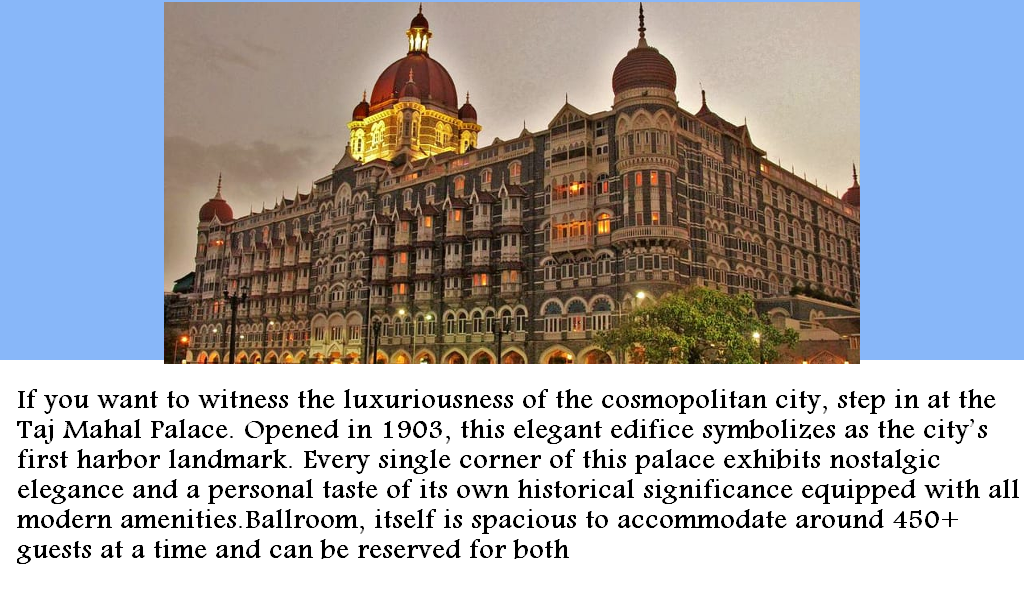 If you want to witness the luxuriousness of the cosmopolitan city, step in at the
Taj Mahal Palace. Opened in 1903, this elegant edifice symbolizes as the city's
first harbor landmark. Every single corner of this palace exhibits nostalgic
elegance and a personal taste of its own historical significance equipped with all
modern amenities.Ballroom, itself is spacious to accommodate around 450+
guests at a time and can be reserved for both